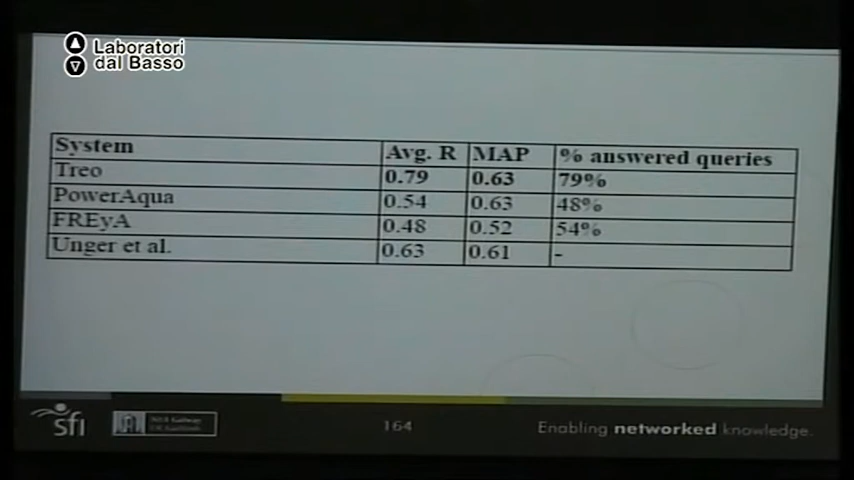 Laboratori
dal Basso
System Avg. R MAP % answered queries
Treo 0.79 0.63 79%
PowerAqua 0.54 0.63 48%
FREyA 0.48 0.52 54%
Unger et al. 0.63 0.61 -
sfi
164
Enabling networked knowledge.